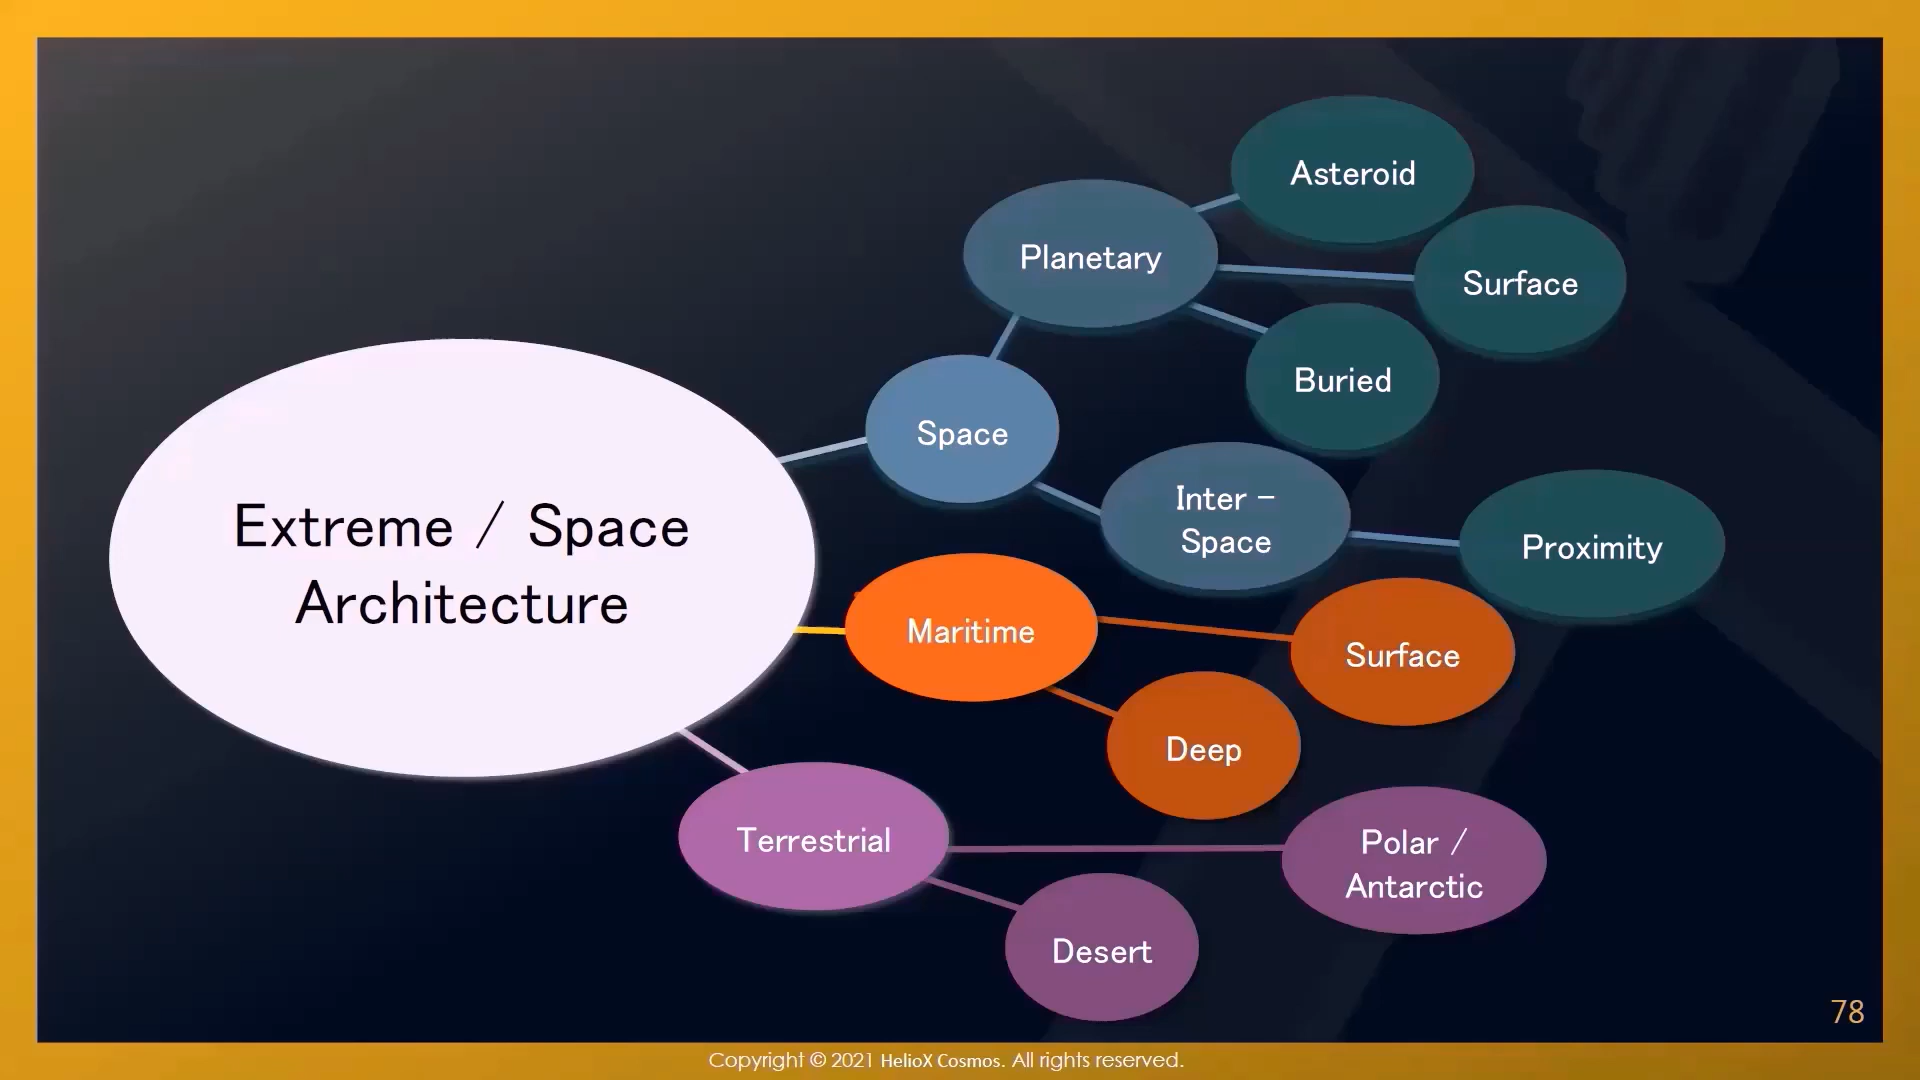 Asteroid
Planetary
Surface
Buried
Space
Inter –
Space
Proximity
Extreme / Space
Architecture
Maritime
Surface
Deep
Terrestrial
Polar /
Antarctic
Desert
78
Copyright © 2021 HelioX Cosmos. All rights reserved.